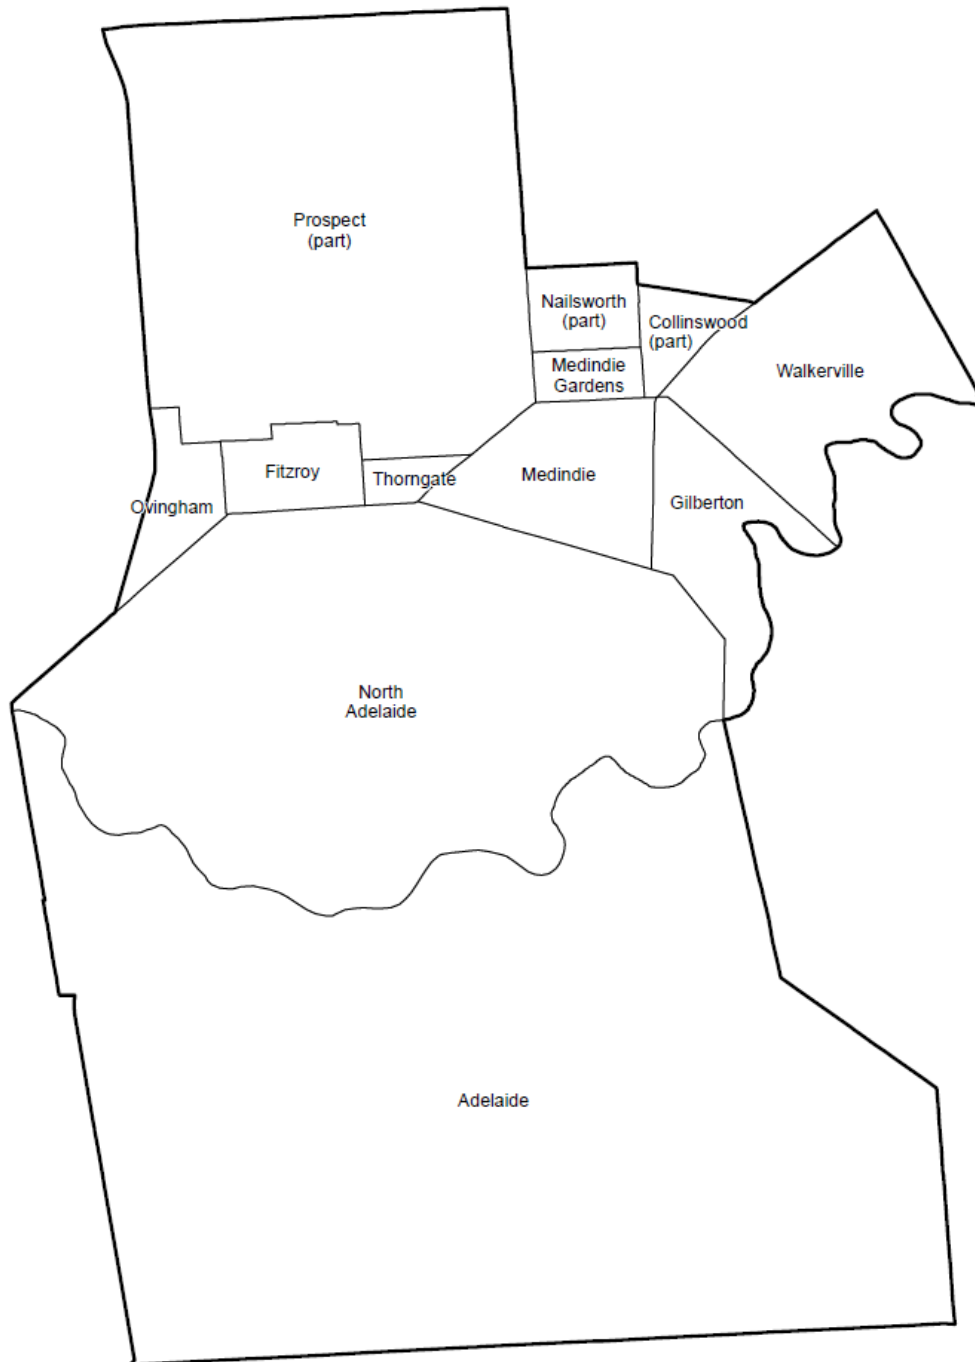 Prospect
(part)
Nailsworth
(part)
Collinswood
(part)
Medindie
Gardens
Walkerville
Fitzroy
Thorngate
Medindie
Ovingham
Gilberton
North
Adelaide
Adelaide